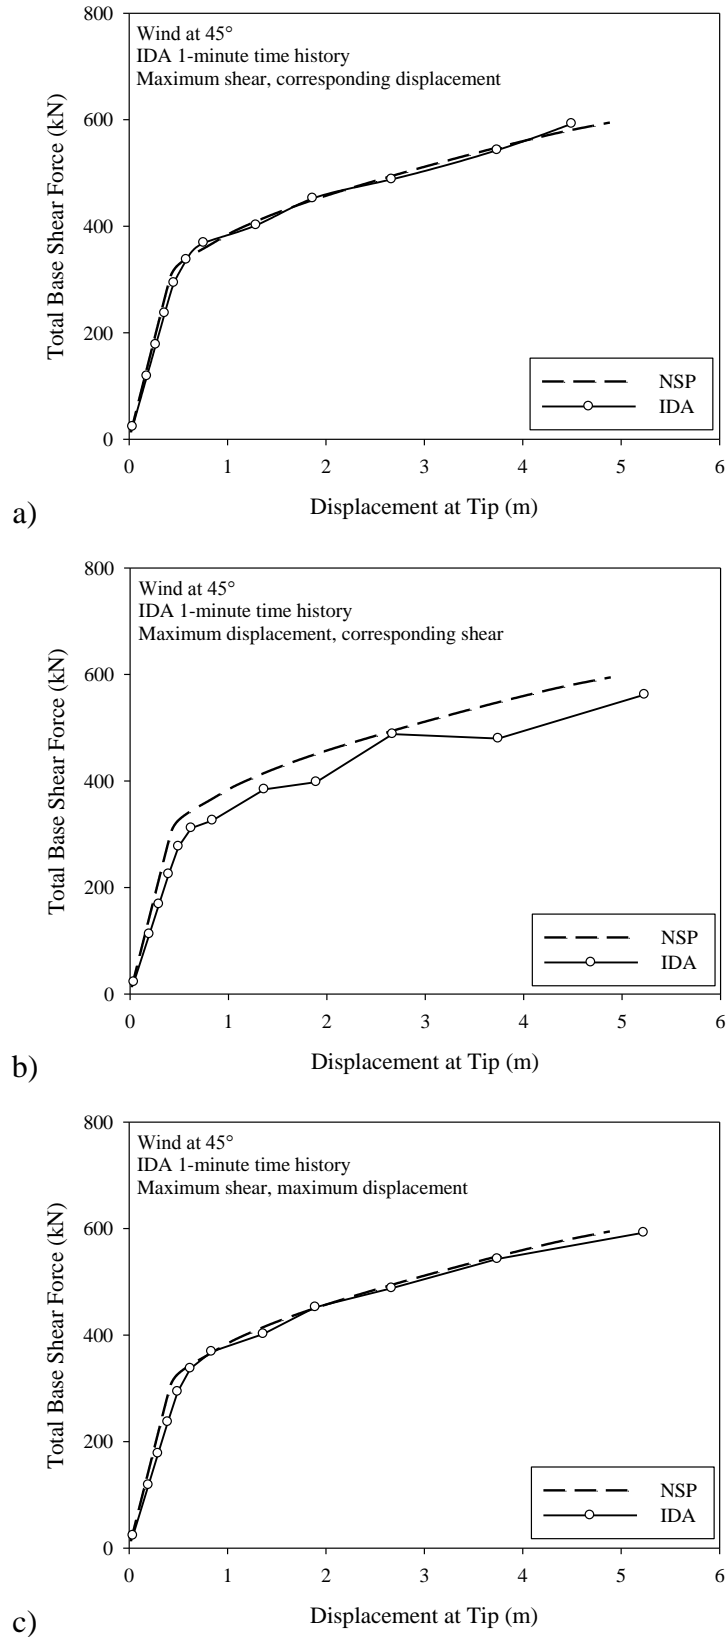 800
Wind at 45°
IDA 1-minute time history
Maximum shear, corresponding displacement
600
400
200
0
Total Base Shear Force (kN)
NSP
IDA
0 1 2 3 4 5 6
Displacement at Tip (m)
a)
800
Wind at 45°
IDA 1-minute time history
Maximum displacement, corresponding shear
600
400
200
0
Total Base Shear Force (kN)
NSP
IDA
0 1 2 3 4 5 6
Displacement at Tip (m)
b)
800
Wind at 45°
IDA 1-minute time history
Maximum shear, maximum displacement
600
400
200
0
Total Base Shear Force (kN)
NSP
IDA
0 1 2 3 4 5 6
Displacement at Tip (m)
c)